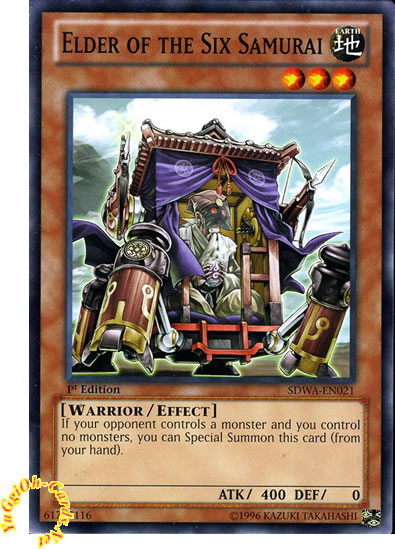 ELDER OF THE SIX SAMURAI
EARTH
地
1st Edition
SDWA-EN021
[WARRIOR / EFFECT]
If your opponent controls a monster and you control
no monsters, you can Special Summon this card (from
your hand).
ATK/ 400 DEF/ 0
©1996 KAZUKI TAKAHASHI
YuGgiOh-Cards.Net